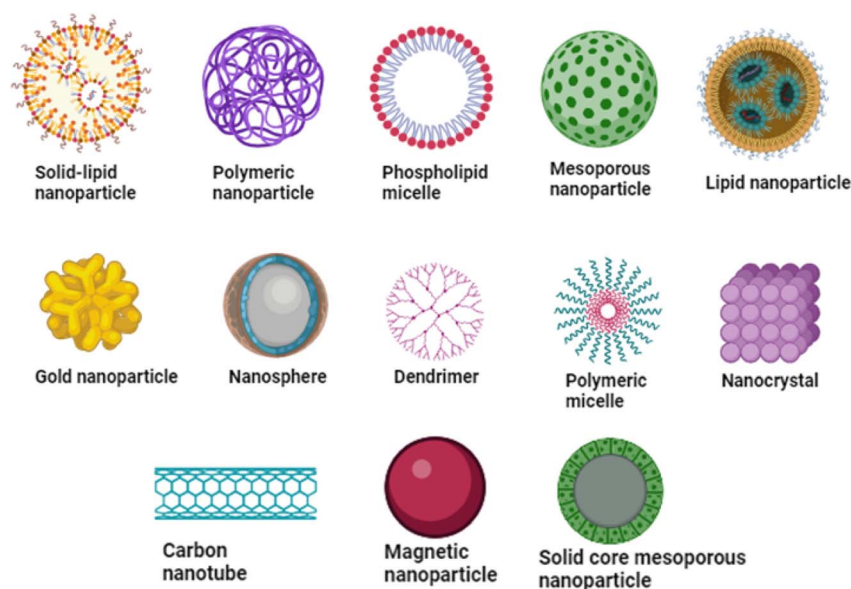 Solid-lipid
nanoparticle
Polymeric
nanoparticle
Phospholipid
micelle
Mesoporous
nanoparticle
Lipid nanoparticle
Gold nanoparticle
Nanosphere
Dendrimer
Polymeric
micelle
Nanocrystal
Carbon
nanotube
Magnetic
nanoparticle
Solid core mesoporous
nanoparticle